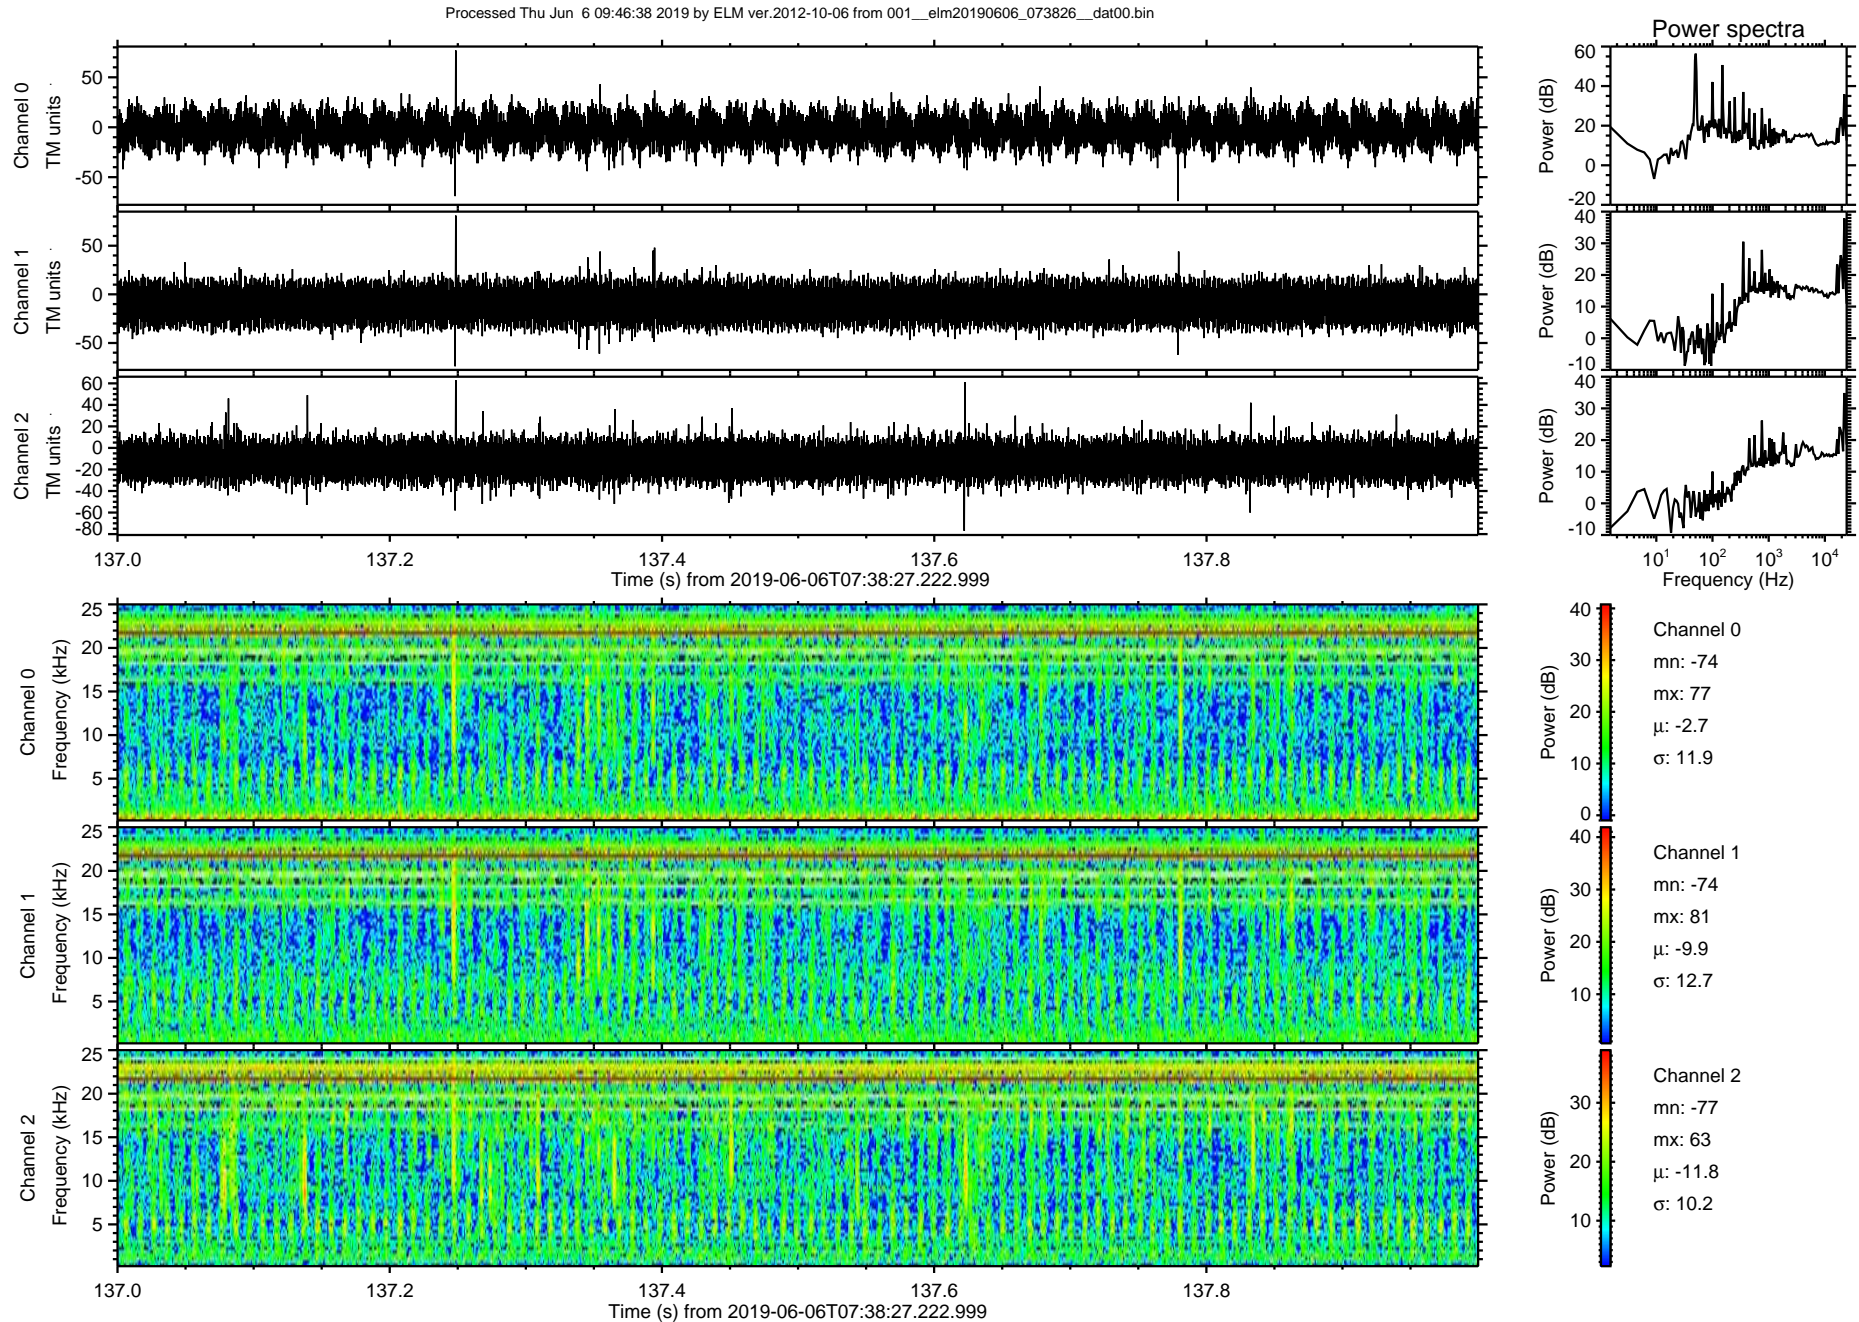 Processed Thu Jun  6 09:46:38 2019 by ELM ver.2012-10-06 from 001__elm20190606_073826__dat00.bin
Power spectra
Channel 0
TM units
50
0
-50
Power (dB)
60
40
20
0
-20
Channel 1
TM units
50
0
-50
Power (dB)
40
30
20
10
0
-10
Channel 2
TM units
60
40
20
0
-20
-40
-60
-80
Power (dB)
40
30
20
10
0
-10
137.0 137.2 137.4 137.6 137.8
Time (s) from 2019-06-06T07:38:27.222.999
10¹ 10² 10³ 10⁴
Frequency (Hz)
Channel 0
Frequency (kHz)
25
20
15
10
5
Power (dB)
40
30
20
10
0
Channel 0
mn: -74
mx: 77
μ: -2.7
σ: 11.9
Channel 1
Frequency (kHz)
25
20
15
10
5
Power (dB)
40
30
20
10
Channel 1
mn: -74
mx: 81
μ: -9.9
σ: 12.7
Channel 2
Frequency (kHz)
25
20
15
10
5
Power (dB)
30
20
10
Channel 2
mn: -77
mx: 63
μ: -11.8
σ: 10.2
137.0 137.2 137.4 137.6 137.8
Time (s) from 2019-06-06T07:38:27.222.999